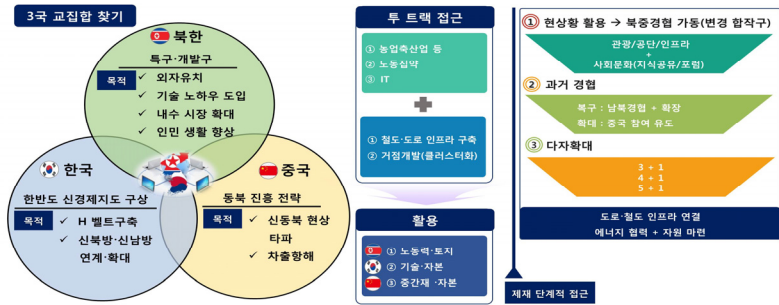 3국 교집합 찾기
북한
특구·개발구
목적
✓ 외자유치
✓ 기술 노하우 도입
✓ 내수 시장 확대
✓ 인민 생활 향상
한국
한반도 신경제지도 구상
목적
✓ H 벨트구축
✓ 신북방·신남방
연계·확대
중국
동북 진흥 전략
목적
✓ 신동북 현상
타파
✓ 차출항해
투 트랙 접근
① 농업축산업 등
② 노동집약
③ IT
① 철도·도로 인프라 구축
② 거점개발(클러스터화)
활용
① 노동력·토지
② 기술·자본
③ 중간재·자본
① 현상황 활용 → 북중경협 가동(변경 합작구)
관광/공단/인프라
+
사회문화(지식공유/포럼)
② 과거 경협
복구 : 남북경협 + 확장
확대 : 중국 참여 유도
③ 다자확대
3 + 1
4 + 1
5 + 1
도로·철도 인프라 연결
에너지 협력 + 자원 마련
제재 단계적 접근